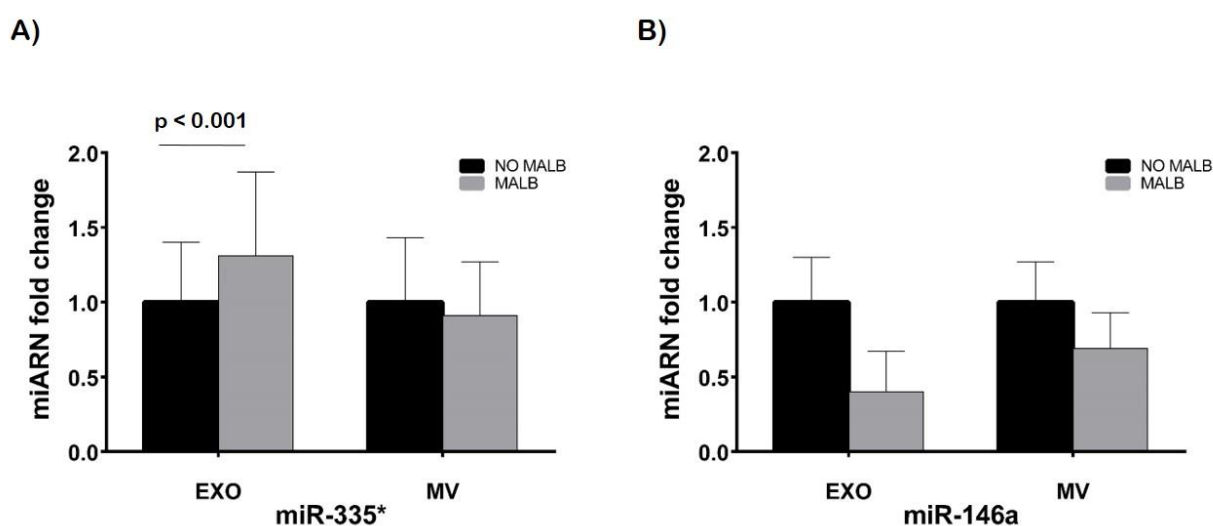 A)
p < 0.001
miARN fold change
2.0
1.5
1.0
0.5
0.0
NO MALB
MALB
EXO
MV
miR-335*
B)
miARN fold change
2.0
1.5
1.0
0.5
0.0
NO MALB
MALB
EXO
MV
miR-146a